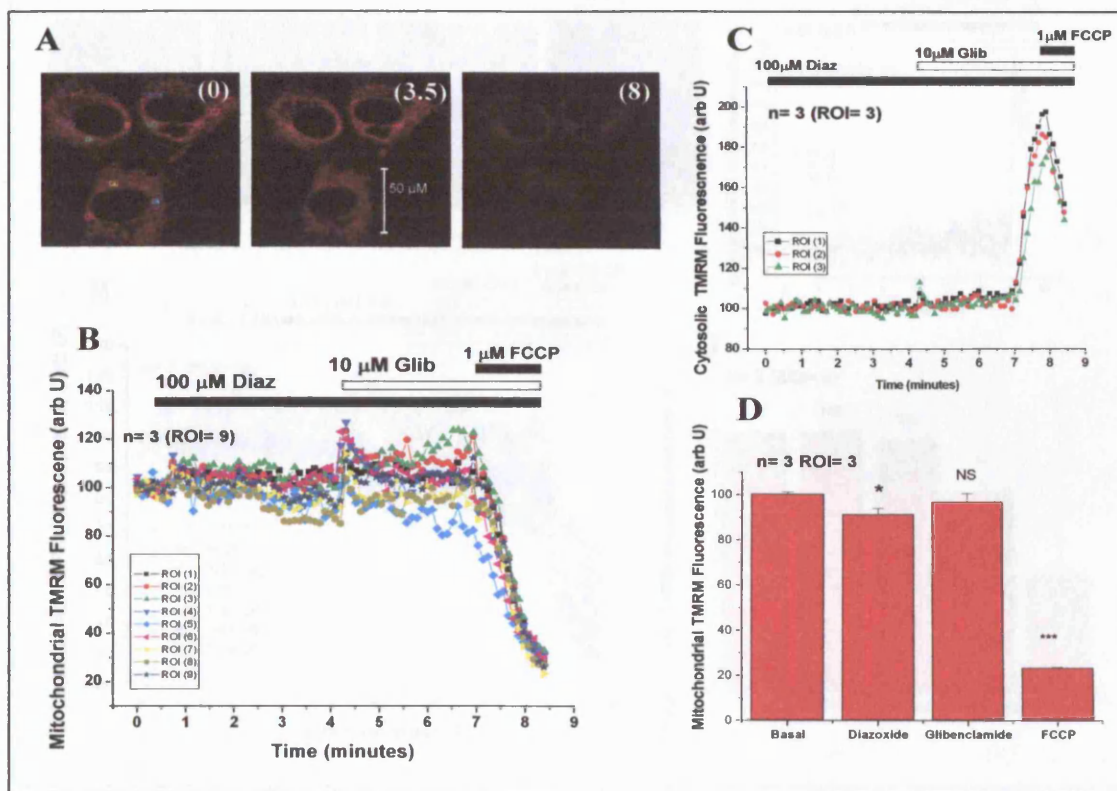 A
(0)
(3.5)
(8)
50 µM
B
Mitochondrial TMRM Fluorescene (arb U)
140
120
100
80
60
40
20
100 µM Diaz
10 µM Glib
1 µM FCCP
n= 3 (ROI= 9)
ROI (1)
ROI (2)
ROI (3)
ROI (4)
ROI (5)
ROI (6)
ROI (7)
ROI (8)
ROI (9)
0 1 2 3 4 5 6 7 8 9
Time (minutes)
C
1µM FCCP
10µM Glib
100µM Diaz
n= 3 (ROI= 3)
Cytosolic TMRM Fluoresonence (arb U)
200
180
160
140
120
100
80
ROI (1)
ROI (2)
ROI (3)
0 1 2 3 4 5 6 7 8 9
Time (minutes)
D
Mitochondrial TMRM Fluorescence (arb U)
n= 3 ROI= 3
100
80
60
40
20
0
*
NS
***
Basal Diazoxide Glibenclamide FCCP